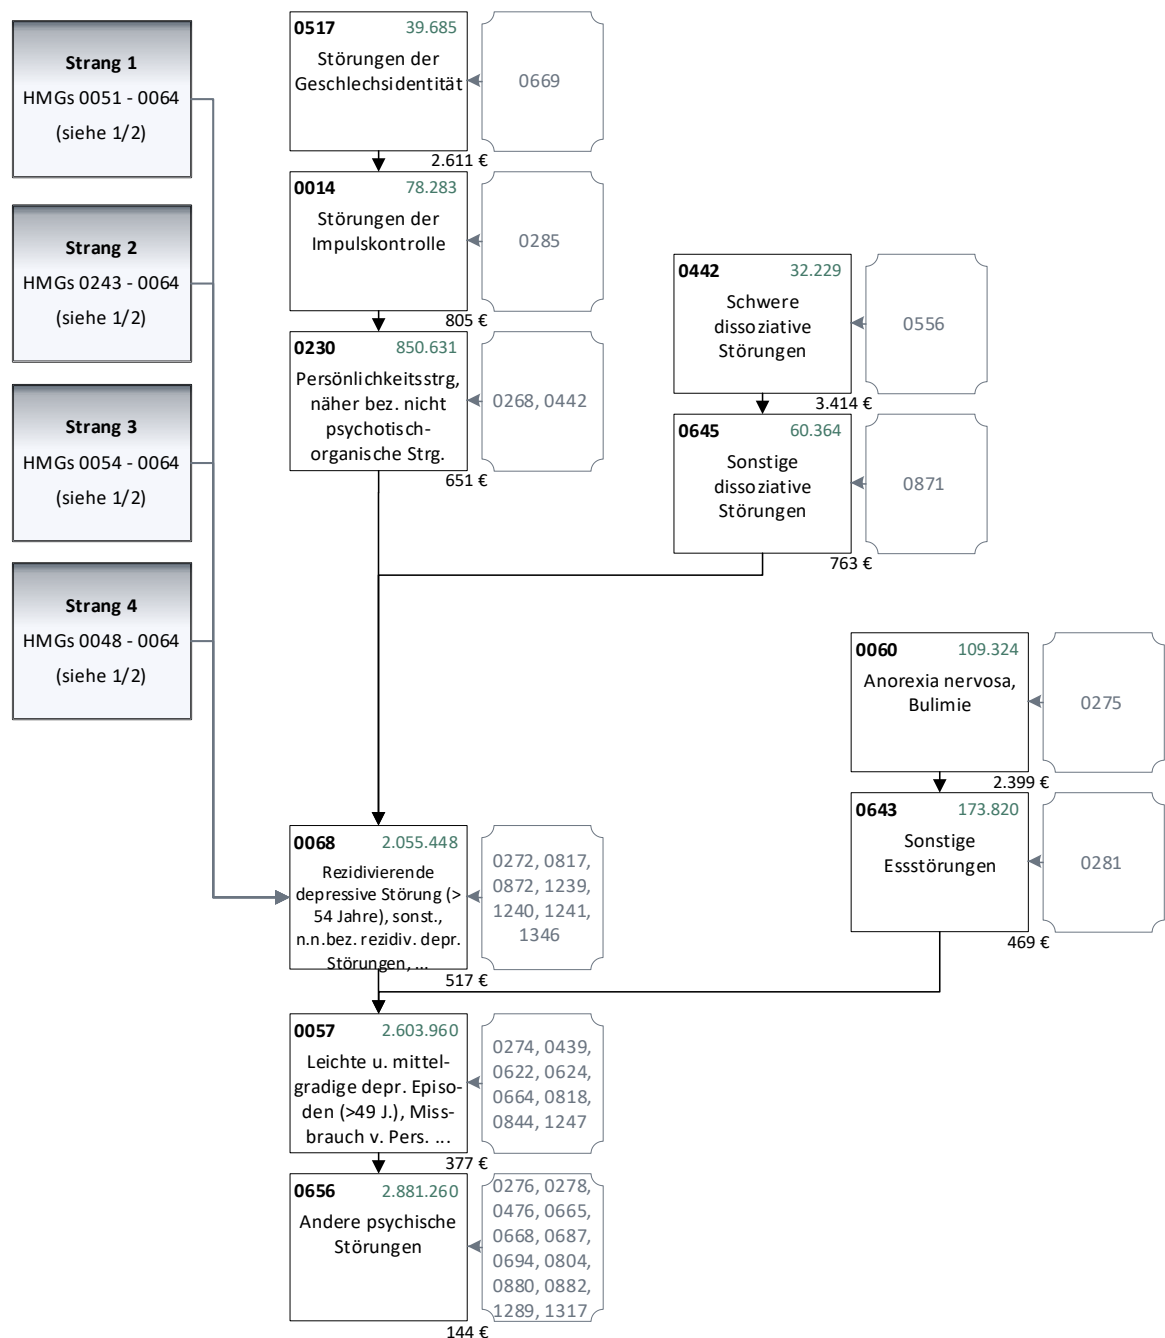 Strang 1
HMGs 0051 - 0064
(siehe 1/2)
Strang 2
HMGs 0243 - 0064
(siehe 1/2)
Strang 3
HMGs 0054 - 0064
(siehe 1/2)
Strang 4
HMGs 0048 - 0064
(siehe 1/2)
0517 39.685
Störungen der
Geschlechsidentität
0669
2.611 €
0014 78.283
Störungen der
Impulskontrolle
0285
805 €
0230 850.631
Persönlichkeitsstrg,
näher bez. nicht
psychotisch-
organische Strg.
0268, 0442
651 €
0442 32.229
Schwere
dissoziative
Störungen
0556
3.414 €
0645 60.364
Sonstige
dissoziative
Störungen
0871
763 €
0060 109.324
Anorexia nervosa,
Bulimie
0275
2.399 €
0643 173.820
Sonstige
Essstörungen
0281
469 €
0068 2.055.448
Rezidivierende
depressive Störung (>
54 Jahre), sonst.,
n.n.bez. rezidiv. depr.
Störungen, ...
0272, 0817,
0872, 1239,
1240, 1241,
1346
517 €
0057 2.603.960
Leichte u. mittel-
gradige depr. Episo-
den (>49 J.), Miss-
brauch v. Pers. ...
0274, 0439,
0622, 0624,
0664, 0818,
0844, 1247
377 €
0656 2.881.260
Andere psychische
Störungen
0276, 0278,
0476, 0665,
0668, 0687,
0694, 0804,
0880, 0882,
1289, 1317
144 €